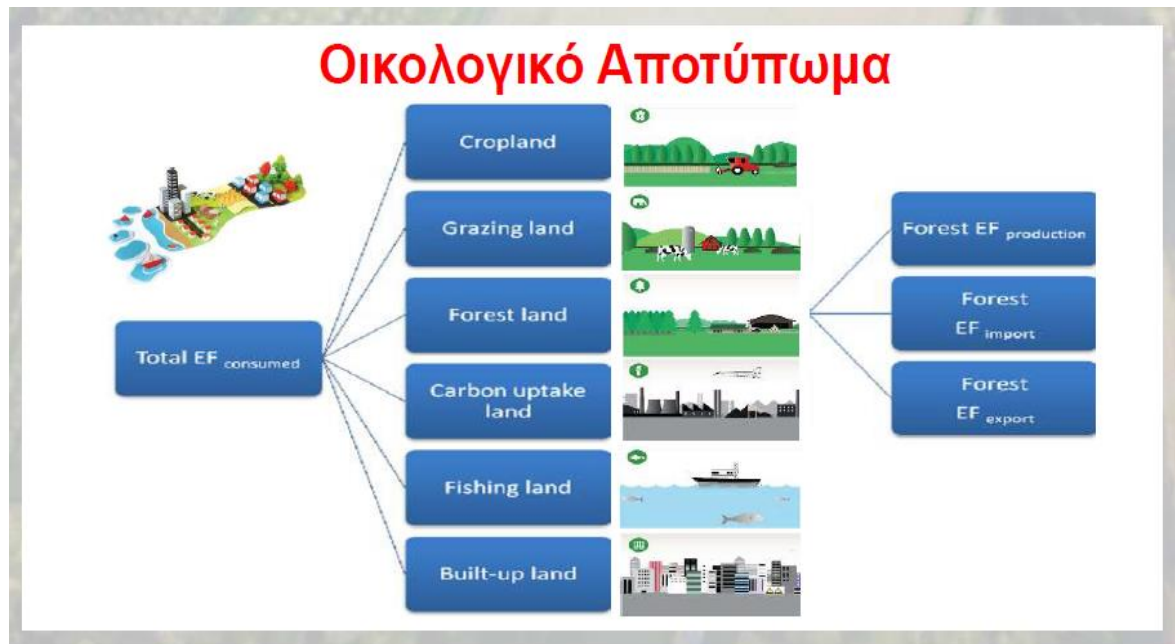 Οικολογικό Αποτύπωμα
Total EF consumed
Cropland
Grazing land
Forest land
Carbon uptake
land
Fishing land
Built-up land
Forest EF production
Forest
EF import
Forest
EF export